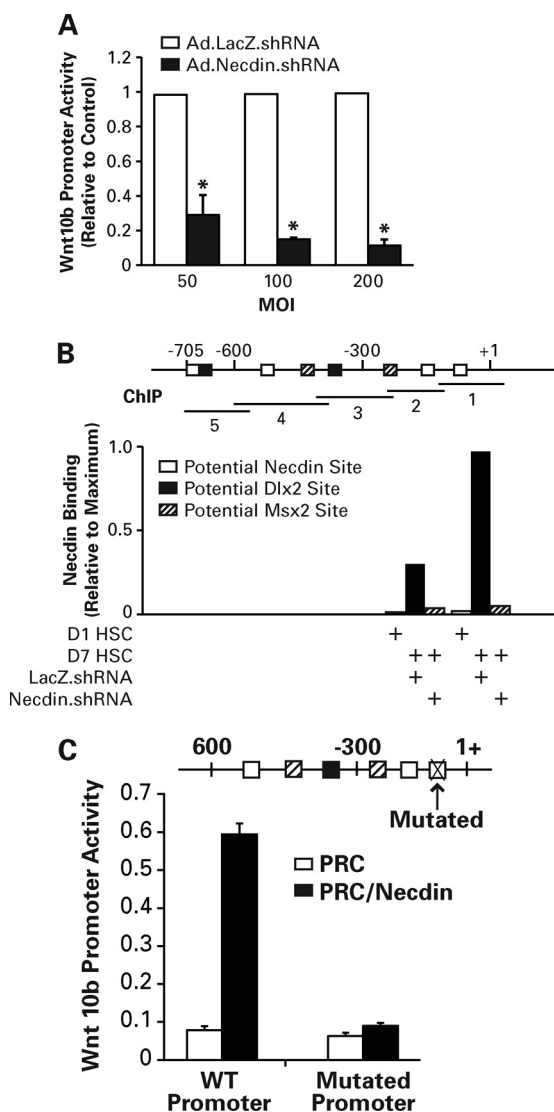 A
Ad.LacZ.shRNA
Ad.Necdin.shRNA
Wnt10b Promoter Activity
(Relative to Control)
1.2
1
0.8
0.6
0.4
0.2
0
*
*
*
50
100
200
MOI
B
-705
-600
-300
+1
ChIP
5
4
3
2
1
Necdin Binding
(Relative to Maximum)
1.0
0.5
0
Potential Necdin Site
Potential Dlx2 Site
Potential Msx2 Site
D1 HSC + +
D7 HSC + + + +
LacZ.shRNA + +
Necdin.shRNA + +
C
600
-300
1+
Mutated
Wnt 10b Promoter Activity
0.7
0.6
0.5
0.4
0.3
0.2
0.1
0
PRC
PRC/Necdin
WT
Promoter
Mutated
Promoter